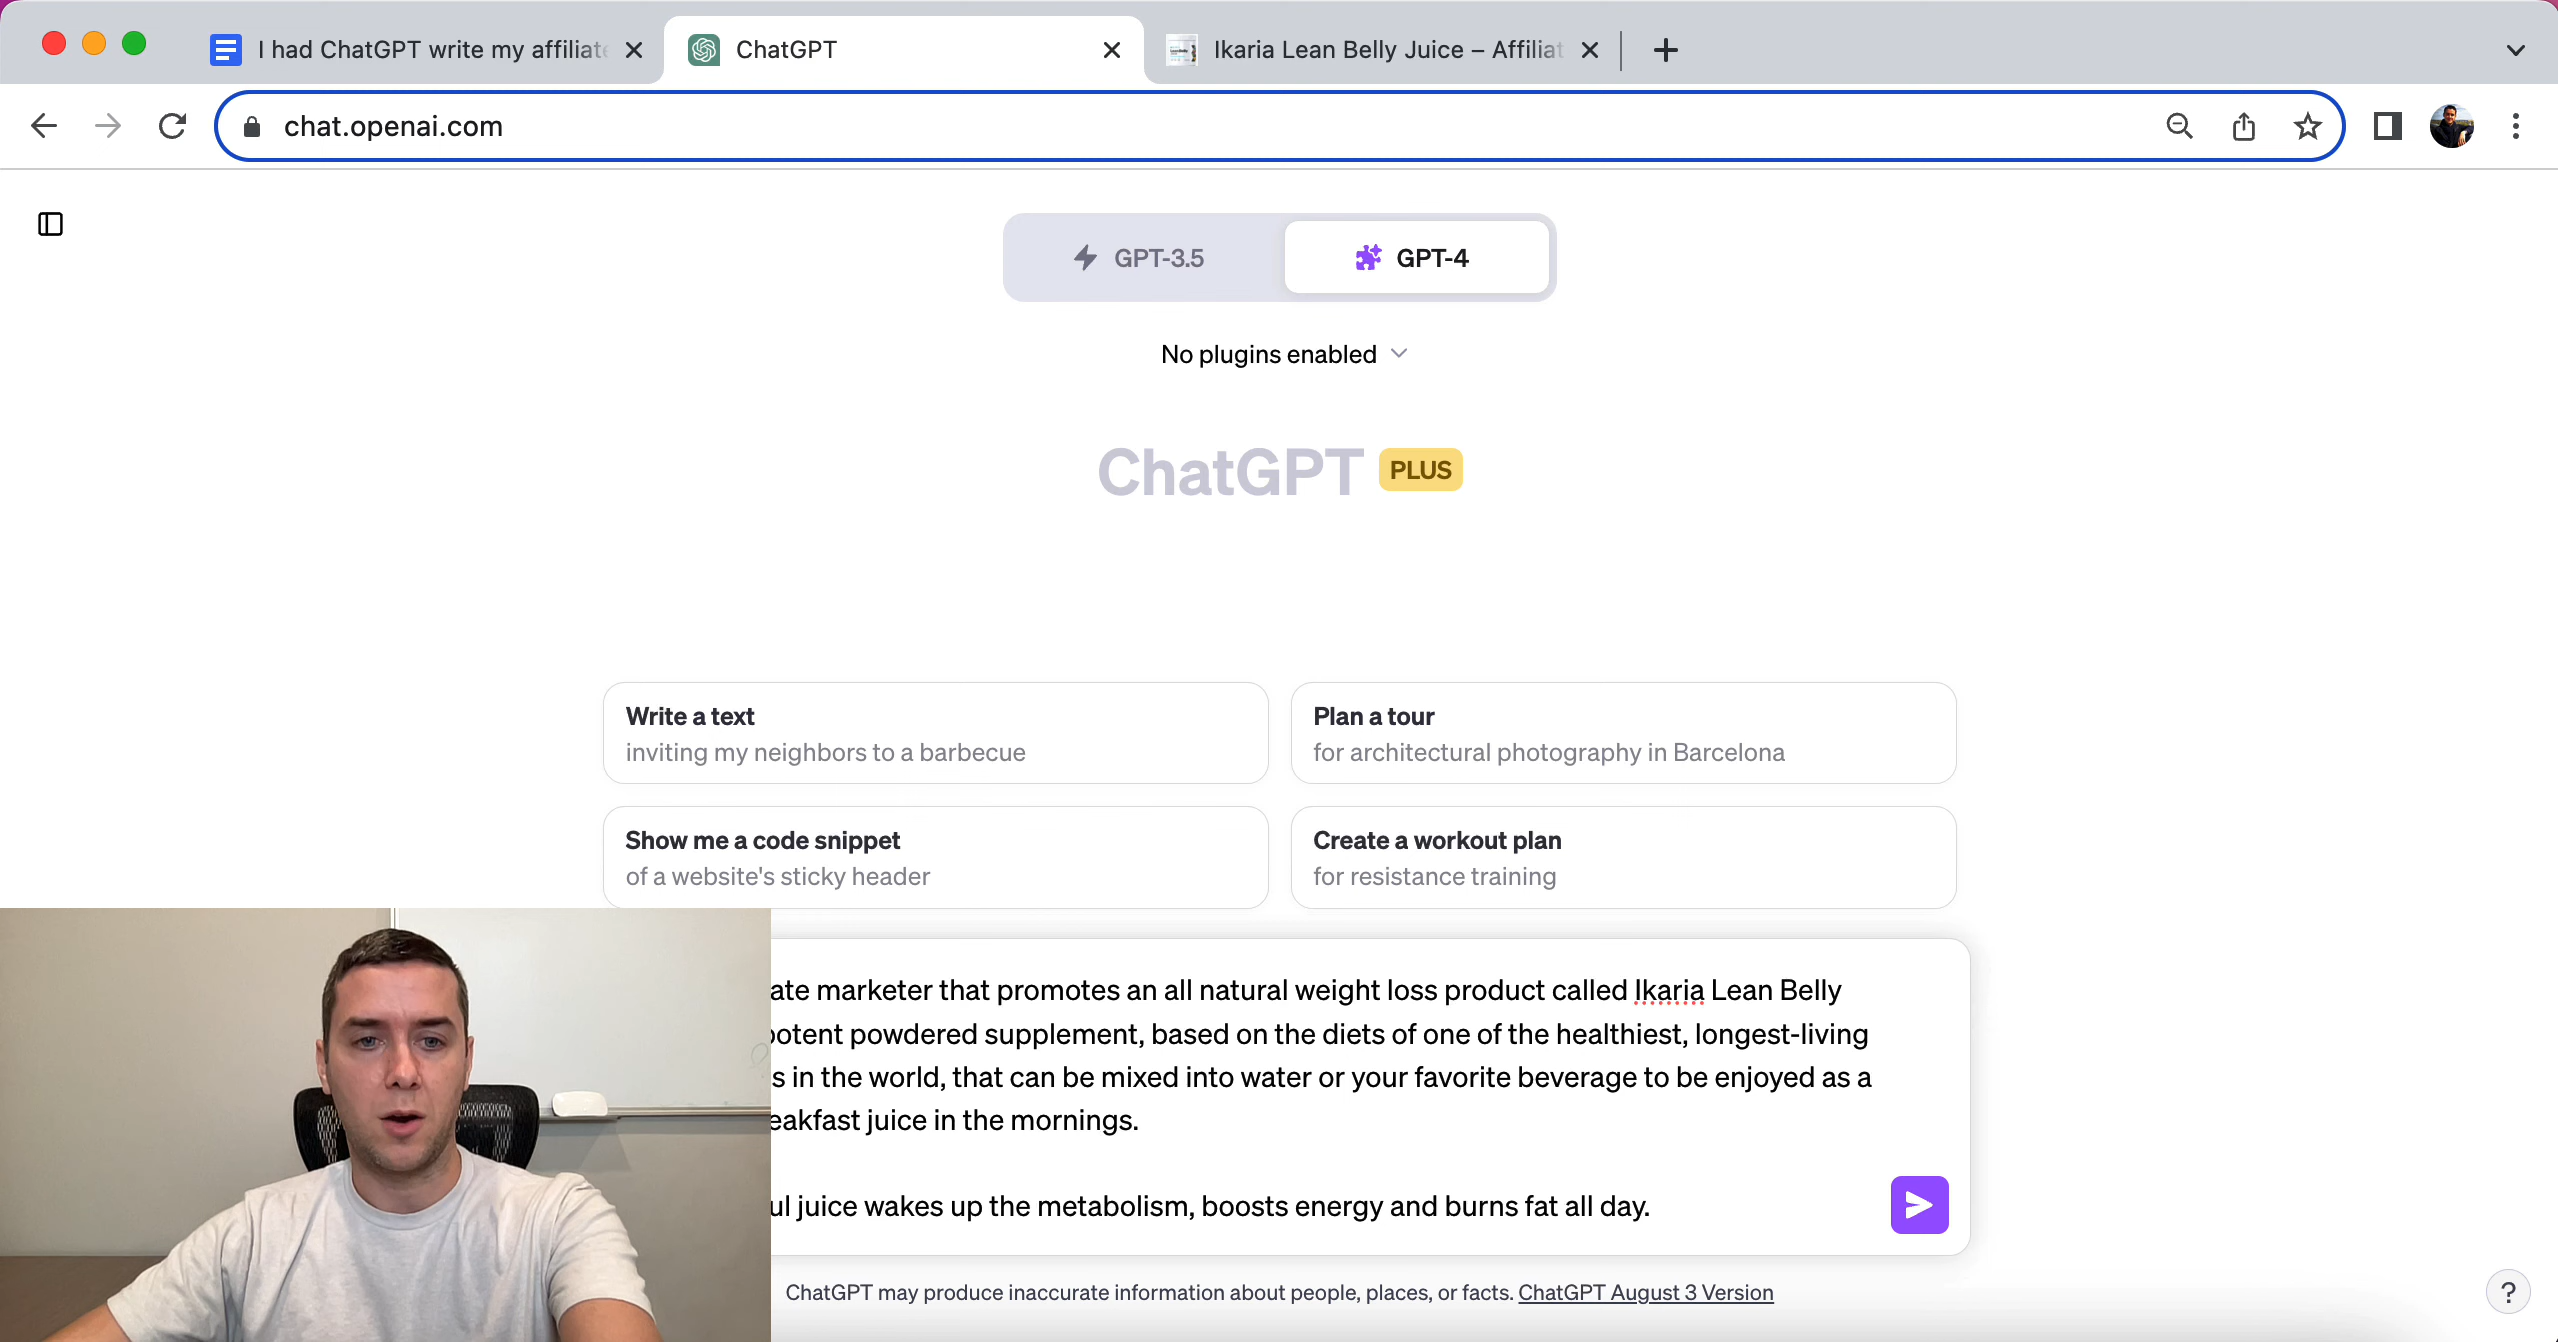 I had ChatGPT write my affiliate
ChatGPT
Ikaria Lean Belly Juice – Affiliat
chat.openai.com
GPT-3.5
GPT-4
No plugins enabled
ChatGPT PLUS
Write a text
inviting my neighbors to a barbecue
Plan a tour
for architectural photography in Barcelona
Show me a code snippet
of a website's sticky header
Create a workout plan
for resistance training
ate marketer that promotes an all natural weight loss product called Ikaria Lean Belly
potent powdered supplement, based on the diets of one of the healthiest, longest-living
s in the world, that can be mixed into water or your favorite beverage to be enjoyed as a
eakfast juice in the mornings.
ul juice wakes up the metabolism, boosts energy and burns fat all day.
ChatGPT may produce inaccurate information about people, places, or facts. ChatGPT August 3 Version
?